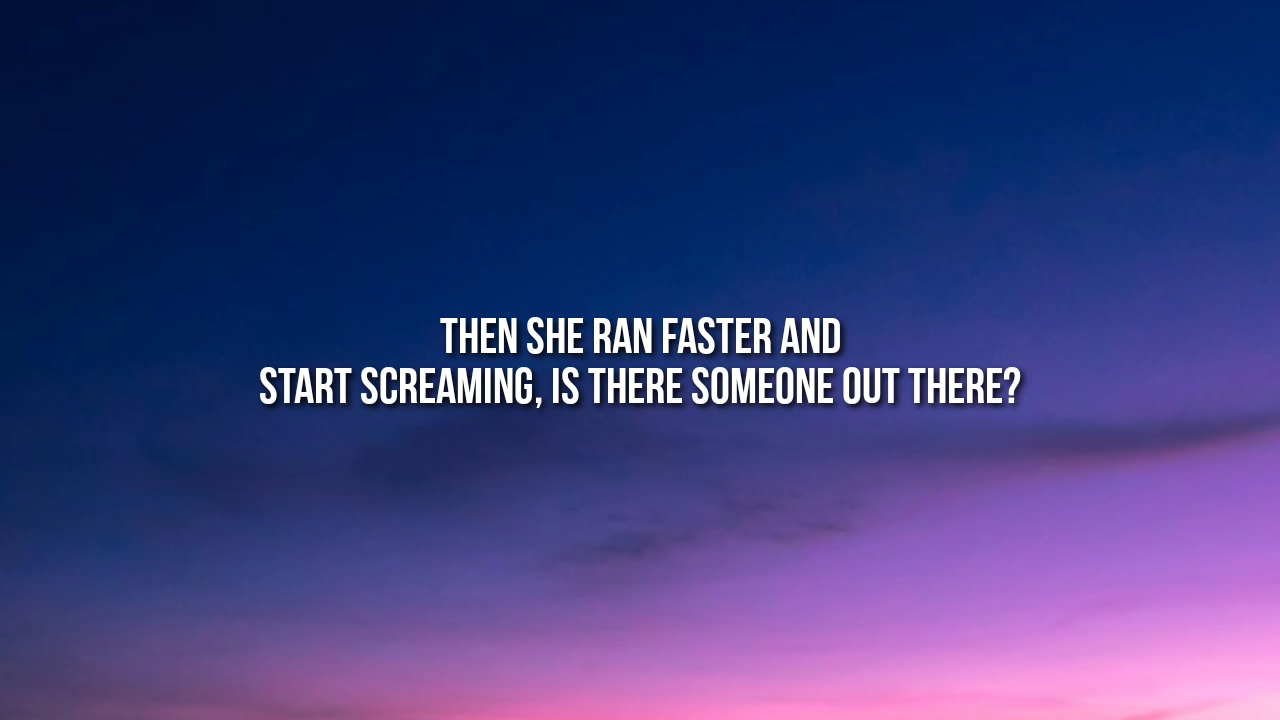 THEN SHE RAN FASTER AND
START SCREAMING, IS THERE SOMEONE OUT THERE?